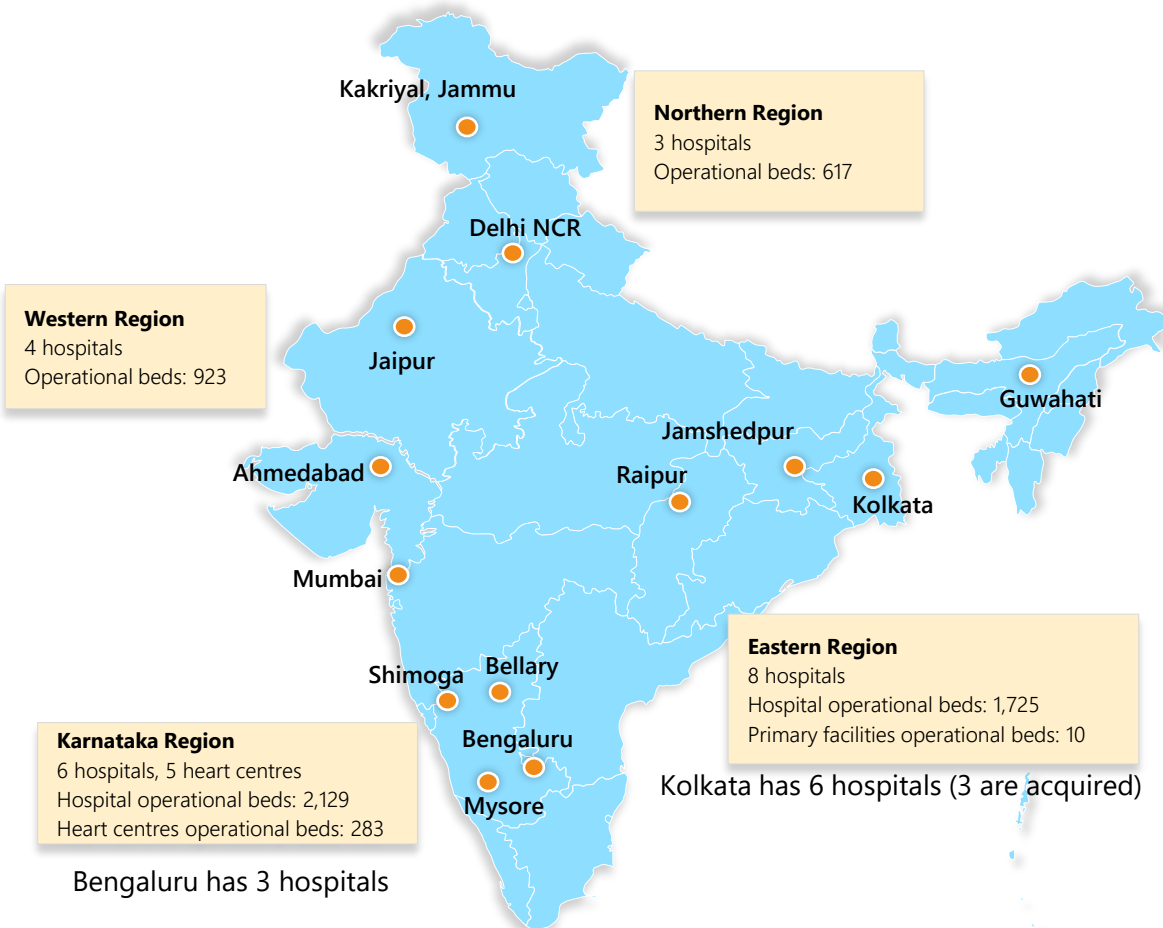 Kakriyal, Jammu
Northern Region
3 hospitals
Operational beds: 617
Delhi NCR
Western Region
4 hospitals
Operational beds: 923
Jaipur
Guwahati
Jamshedpur
Ahmedabad
Raipur
Kolkata
Mumbai
Eastern Region
8 hospitals
Hospital operational beds: 1,725
Primary facilities operational beds: 10
Shimoga
Bellary
Karnataka Region
6 hospitals, 5 heart centres
Hospital operational beds: 2,129
Heart centres operational beds: 283
Bengaluru
Mysore
Kolkata has 6 hospitals (3 are acquired)
Bengaluru has 3 hospitals